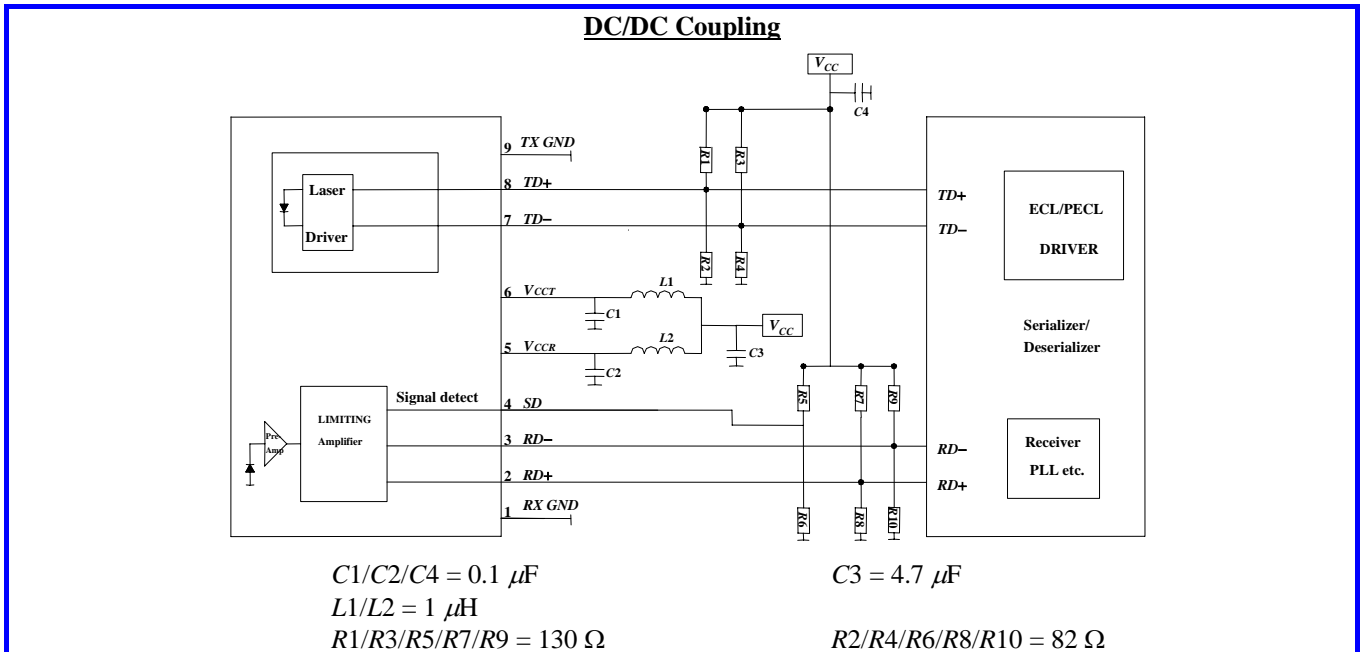 DC/DC Coupling
VCC
C4
9 TX GND
R1
R3
Laser
Driver
8 TD+
TD+
7 TD−
TD−
ECL/PECL
DRIVER
R2
R4
6 VCCT
L1
C1
VCC
5 VCCR
L2
C3
C2
Serializer/
Deserializer
R5
R7
R9
Signal detect
4 SD
LIMITING
Amplifier
Pre-
Amp
3 RD−
RD−
Receiver
PLL etc.
2 RD+
RD+
1 RX GND
R6
R8
R10
C1/C2/C4 = 0.1 μF
C3 = 4.7 μF
L1/L2 = 1 μH
R1/R3/R5/R7/R9 = 130 Ω
R2/R4/R6/R8/R10 = 82 Ω